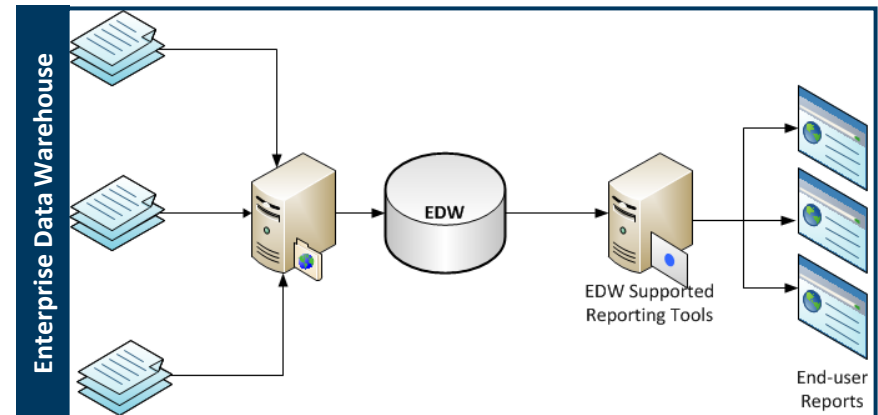 Enterprise Data Warehouse
EDW
EDW Supported
Reporting Tools
End-user
Reports